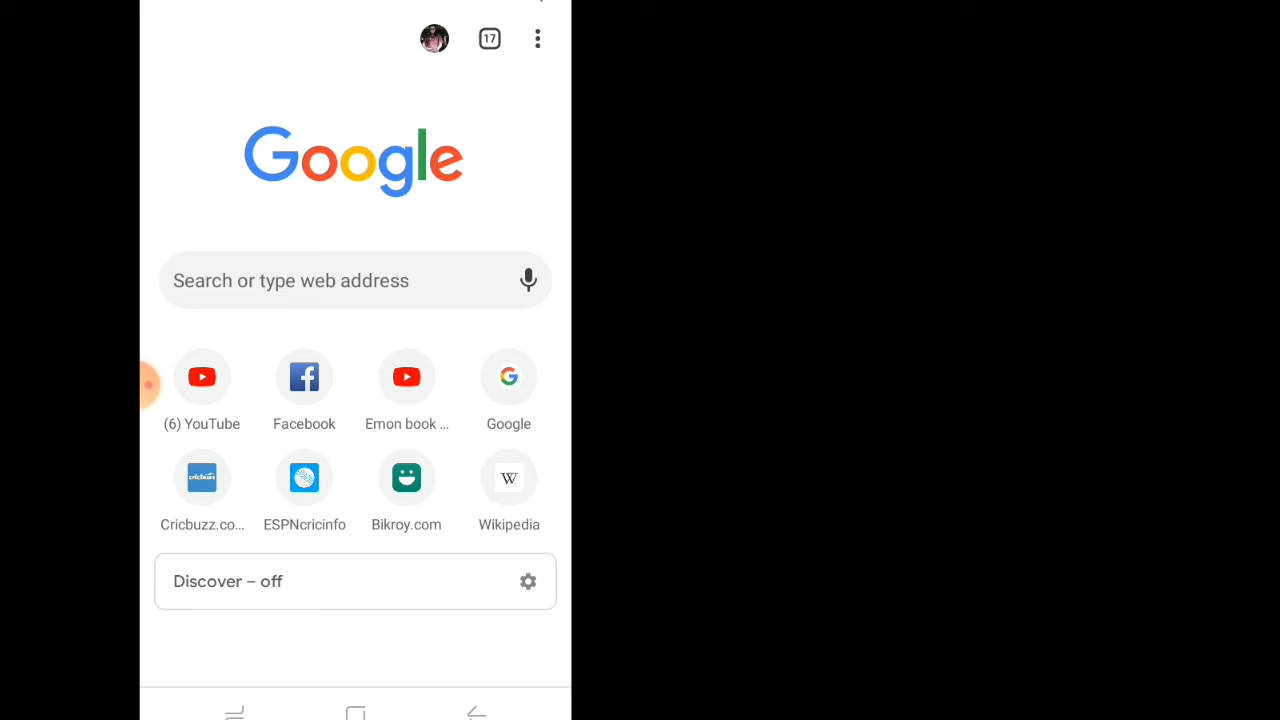 17
Google
Search or type web address
(6) YouTube
Facebook
Emon book ...
Google
cricbuzz
W
Cricbuzz.co...
ESPNcricinfo
Bikroy.com
Wikipedia
Discover – off